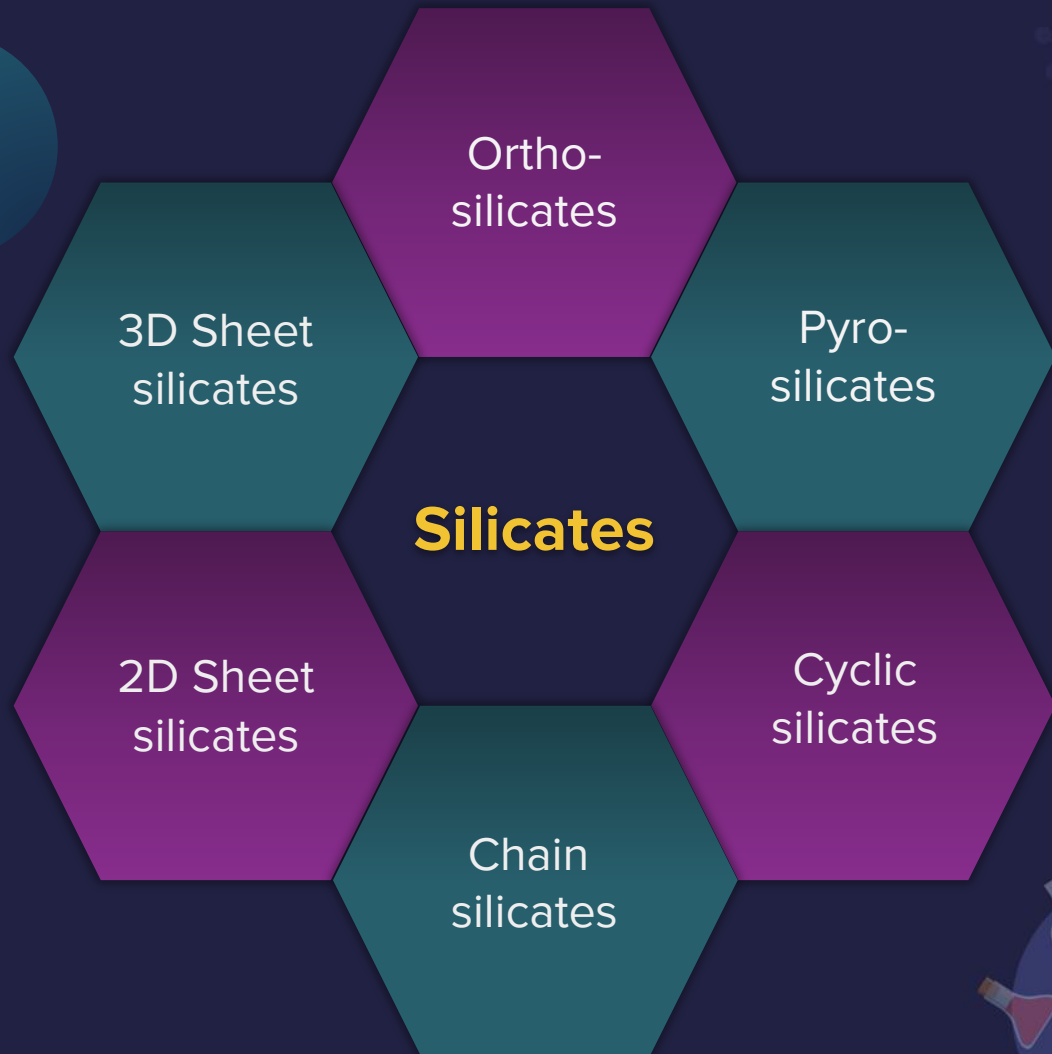 Ortho-
silicates
3D Sheet
silicates
Pyro-
silicates
Silicates
2D Sheet
silicates
Cyclic
silicates
Chain
silicates